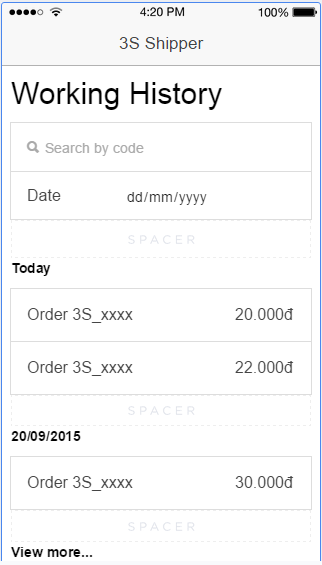 4:20 PM 100%
3S Shipper
Working History
Search by code
Date dd/mm/yyyy
SPACER
Today
Order 3S_xxxx 20.000đ
Order 3S_xxxx 22.000đ
SPACER
20/09/2015
Order 3S_xxxx 30.000đ
SPACER
View more...